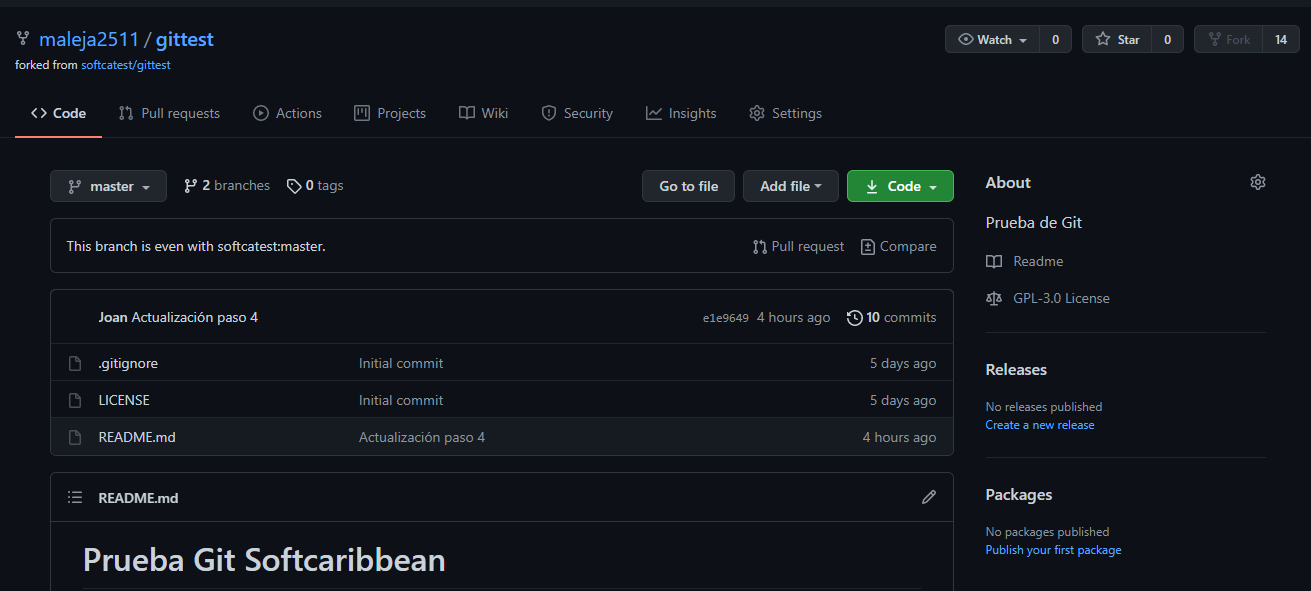 maleja2511 / gittest
Watch 0 Star 0 Fork 14
forked from softcatest/gittest
Code Pull requests Actions Projects Wiki Security Insights Settings
master 2 branches 0 tags Go to file Add file Code
This branch is even with softcatest:master. Pull request Compare
Joan Actualización paso 4 e1e9649 4 hours ago 10 commits
.gitignore Initial commit 5 days ago
LICENSE Initial commit 5 days ago
README.md Actualización paso 4 4 hours ago
README.md
Prueba Git Softcaribbean
About
Prueba de Git
Readme
GPL-3.0 License
Releases
No releases published
Create a new release
Packages
No packages published
Publish your first package